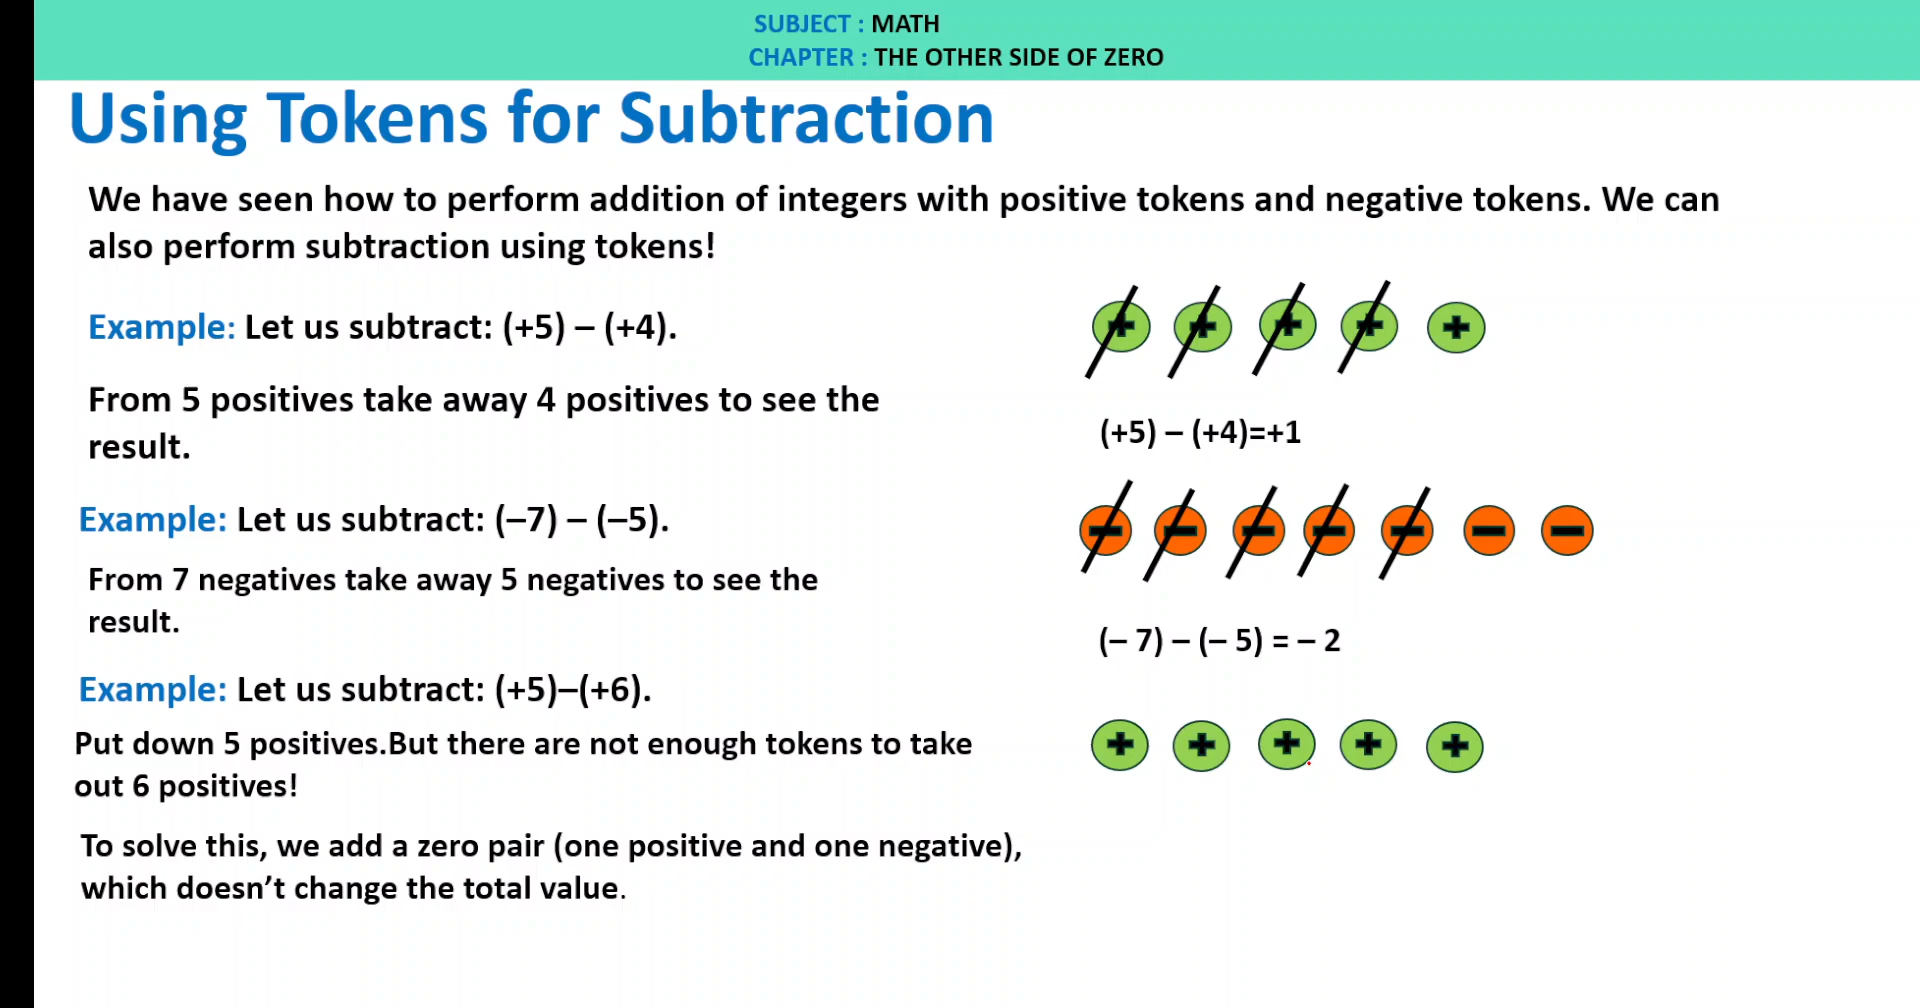 SUBJECT : MATH
CHAPTER : THE OTHER SIDE OF ZERO
Using Tokens for Subtraction
We have seen how to perform addition of integers with positive tokens and negative tokens. We can
also perform subtraction using tokens!
Example: Let us subtract: (+5) – (+4).
From 5 positives take away 4 positives to see the
result.
(+5) – (+4)=+1
Example: Let us subtract: (–7) – (–5).
From 7 negatives take away 5 negatives to see the
result.
(– 7) – (– 5) = – 2
Example: Let us subtract: (+5)–(+6).
Put down 5 positives.But there are not enough tokens to take
out 6 positives!
To solve this, we add a zero pair (one positive and one negative),
which doesn’t change the total value.